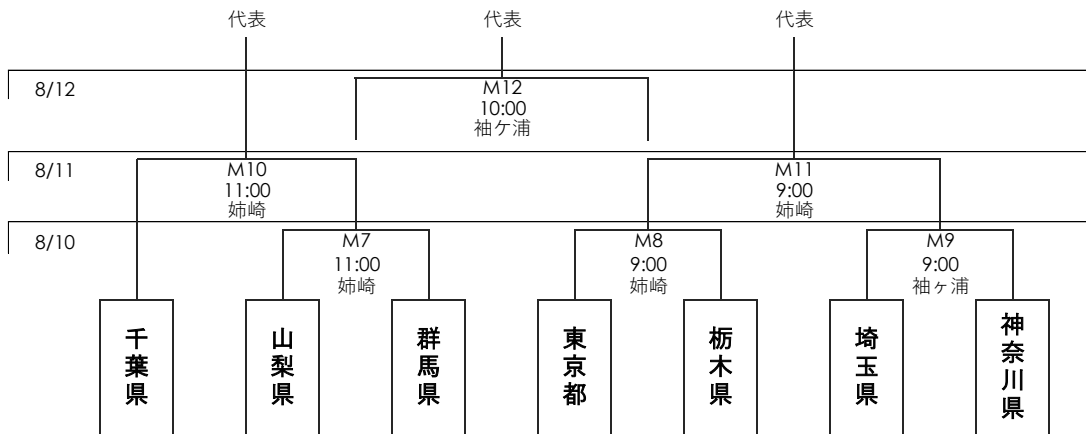 代表 代表 代表
8/12
M12
10:00
袖ケ浦
8/11
M10 M11
11:00 9:00
姉崎 姉崎
8/10
M7 M8 M9
11:00 9:00 9:00
姉崎 姉崎 袖ヶ浦
千葉県
山梨県
群馬県
東京都
栃木県
埼玉県
神奈川県